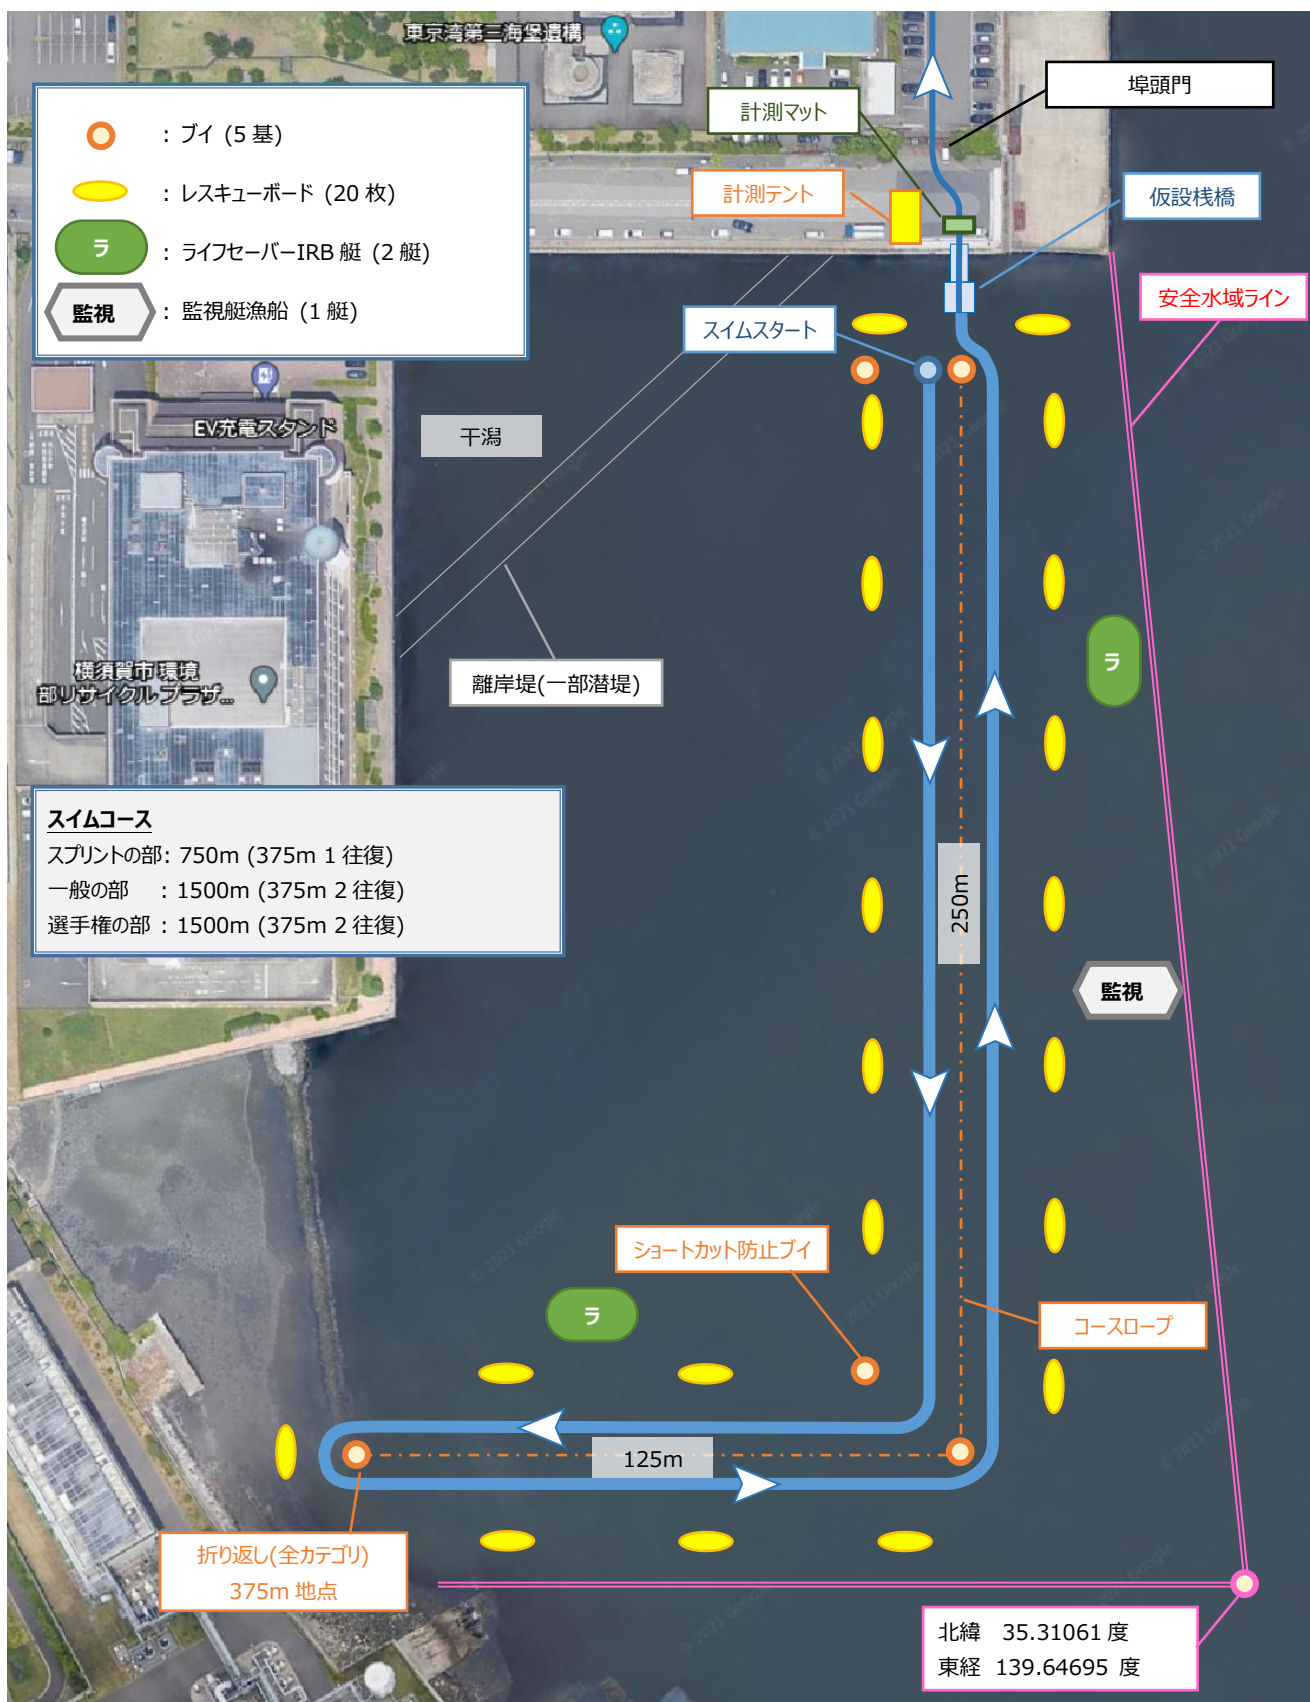 東京湾第三海堡遺構
埠頭門
計測マット
: ブイ (5 基)
計測テント
: レスキューボード (20 枚)
仮設桟橋
ラ
: ライフセーバーIRB 艇 (2 艇)
監視
: 監視艇漁船 (1 艇)
安全水域ライン
スイムスタート
EV充電スタンド
干潟
© 2021 Google
ラ
横須賀市 環境
部リサイクル プラザ...
離岸堤(一部潜堤)
© 2021 Google
© 2021 Google
スイムコース
スプリントの部: 750m (375m 1 往復)
一般の部 : 1500m (375m 2 往復)
選手権の部 : 1500m (375m 2 往復)
250m
監視
© 2021 Google
ショートカット防止ブイ
ラ
コースロープ
125m
折り返し(全カテゴリ)
375m 地点
北緯 35.31061 度
東経 139.64695 度